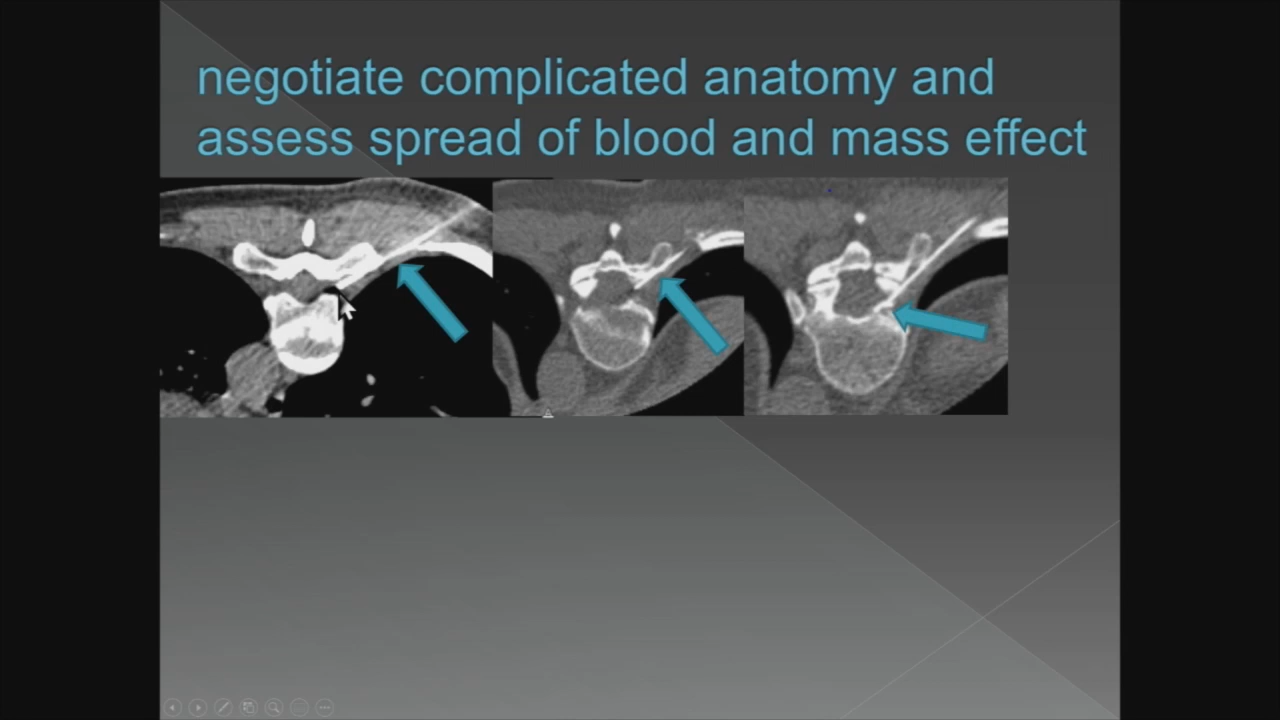 negotiate complicated anatomy and
assess spread of blood and mass effect